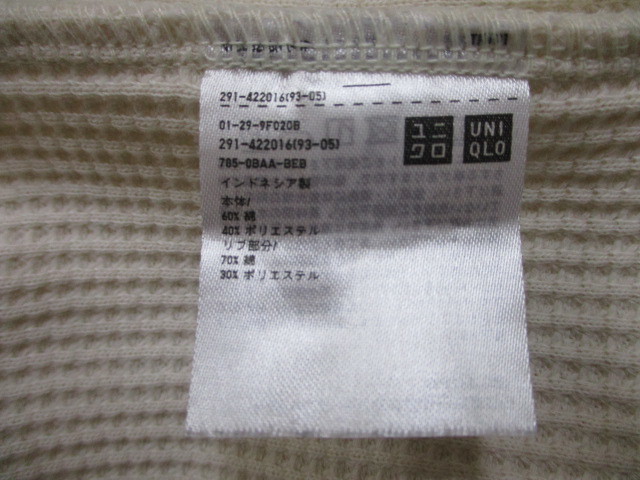 291-422016(93-05)
01-29-9F020B
291-422016(93-05)
785-0BAA-BEB
インドネシア製
本体/
60% 綿
40% ポリエステル
リブ部分/
70% 綿
30% ポリエステル
ユニ
クロ
UNI
QLO